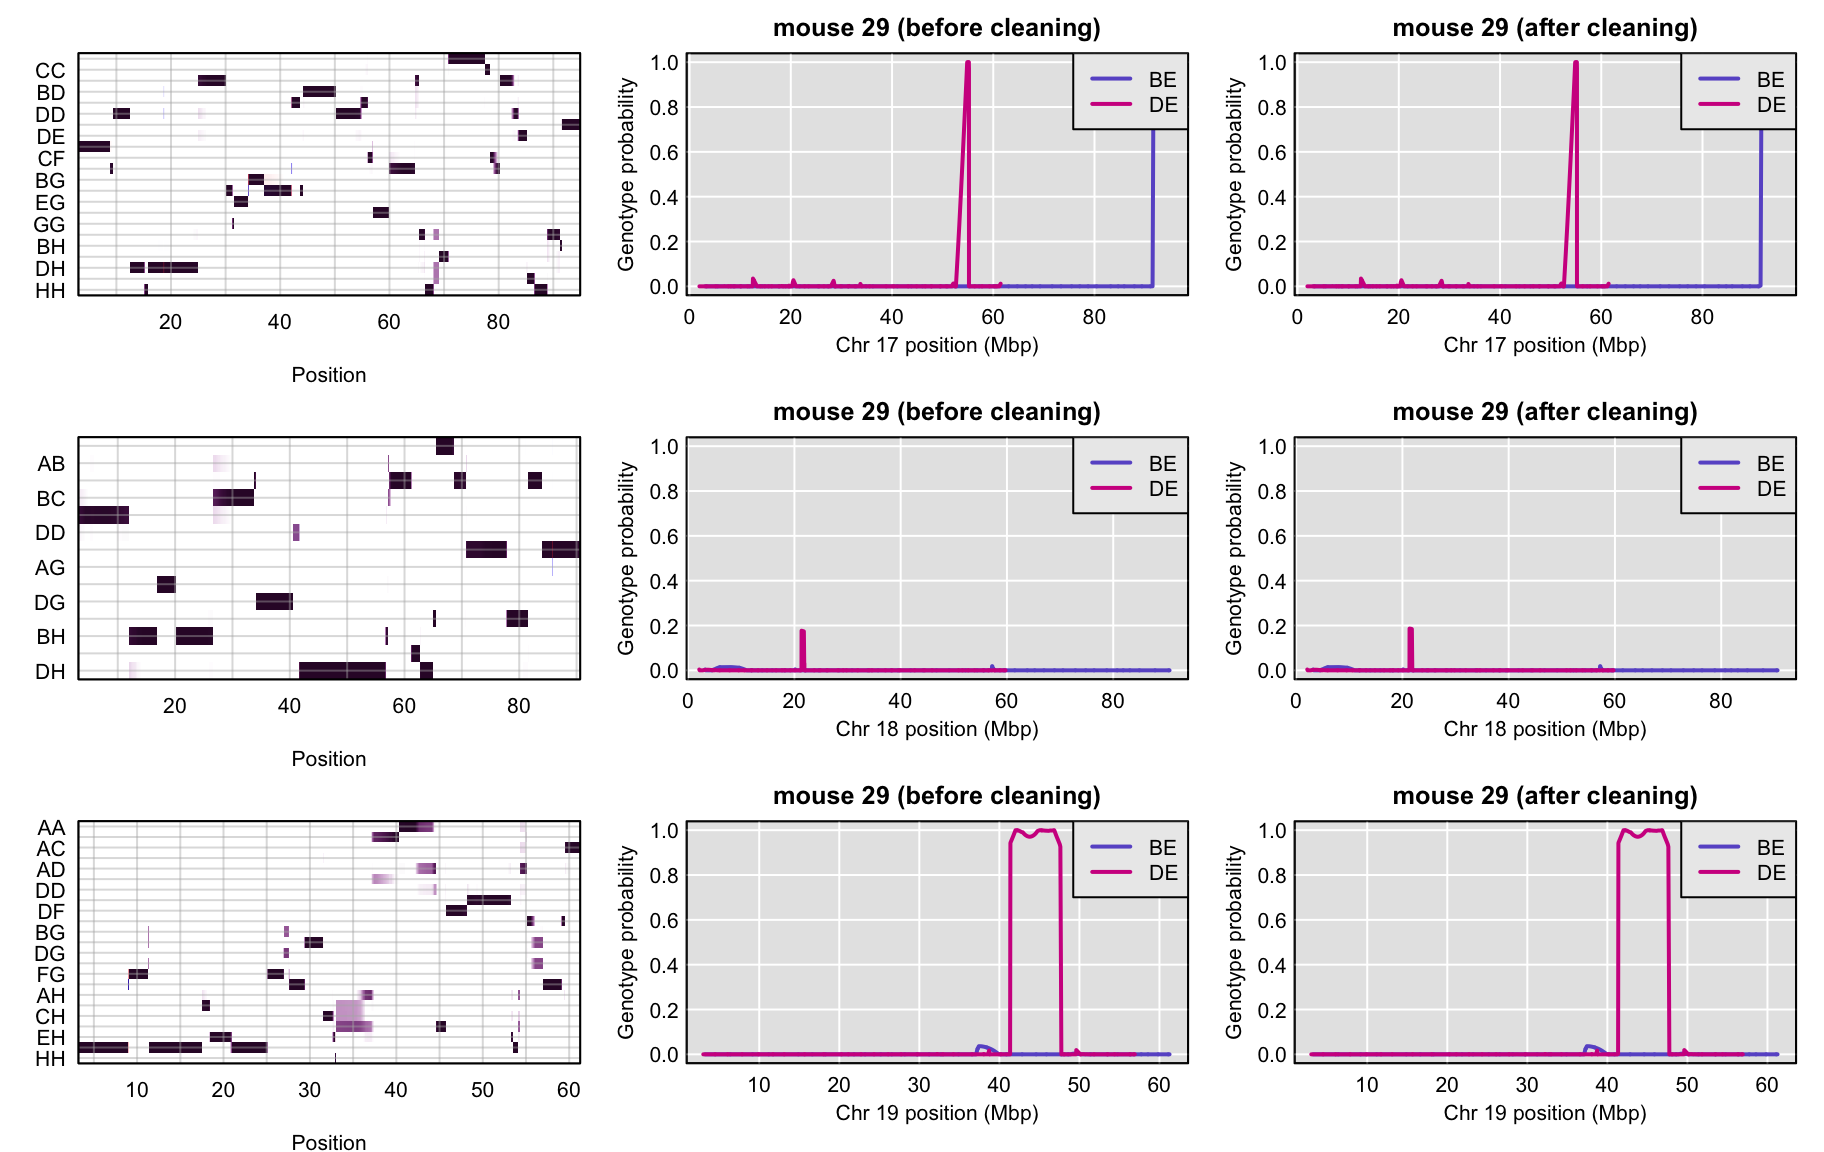 mouse 29 (before cleaning)
mouse 29 (after cleaning)
CC
BD
DD
DE
CF
BG
EG
GG
BH
DH
HH
20 40 60 80
Position
Genotype probability
1.0
0.8
0.6
0.4
0.2
0.0
BE
DE
0 20 40 60 80
Chr 17 position (Mbp)
Genotype probability
1.0
0.8
0.6
0.4
0.2
0.0
BE
DE
0 20 40 60 80
Chr 17 position (Mbp)
mouse 29 (before cleaning)
mouse 29 (after cleaning)
AB
BC
DD
AG
DG
BH
DH
20 40 60 80
Position
Genotype probability
1.0
0.8
0.6
0.4
0.2
0.0
BE
DE
0 20 40 60 80
Chr 18 position (Mbp)
Genotype probability
1.0
0.8
0.6
0.4
0.2
0.0
BE
DE
0 20 40 60 80
Chr 18 position (Mbp)
mouse 29 (before cleaning)
mouse 29 (after cleaning)
AA
AC
AD
DD
DF
BG
DG
FG
AH
CH
EH
HH
10 20 30 40 50 60
Position
Genotype probability
1.0
0.8
0.6
0.4
0.2
0.0
BE
DE
10 20 30 40 50 60
Chr 19 position (Mbp)
Genotype probability
1.0
0.8
0.6
0.4
0.2
0.0
BE
DE
10 20 30 40 50 60
Chr 19 position (Mbp)